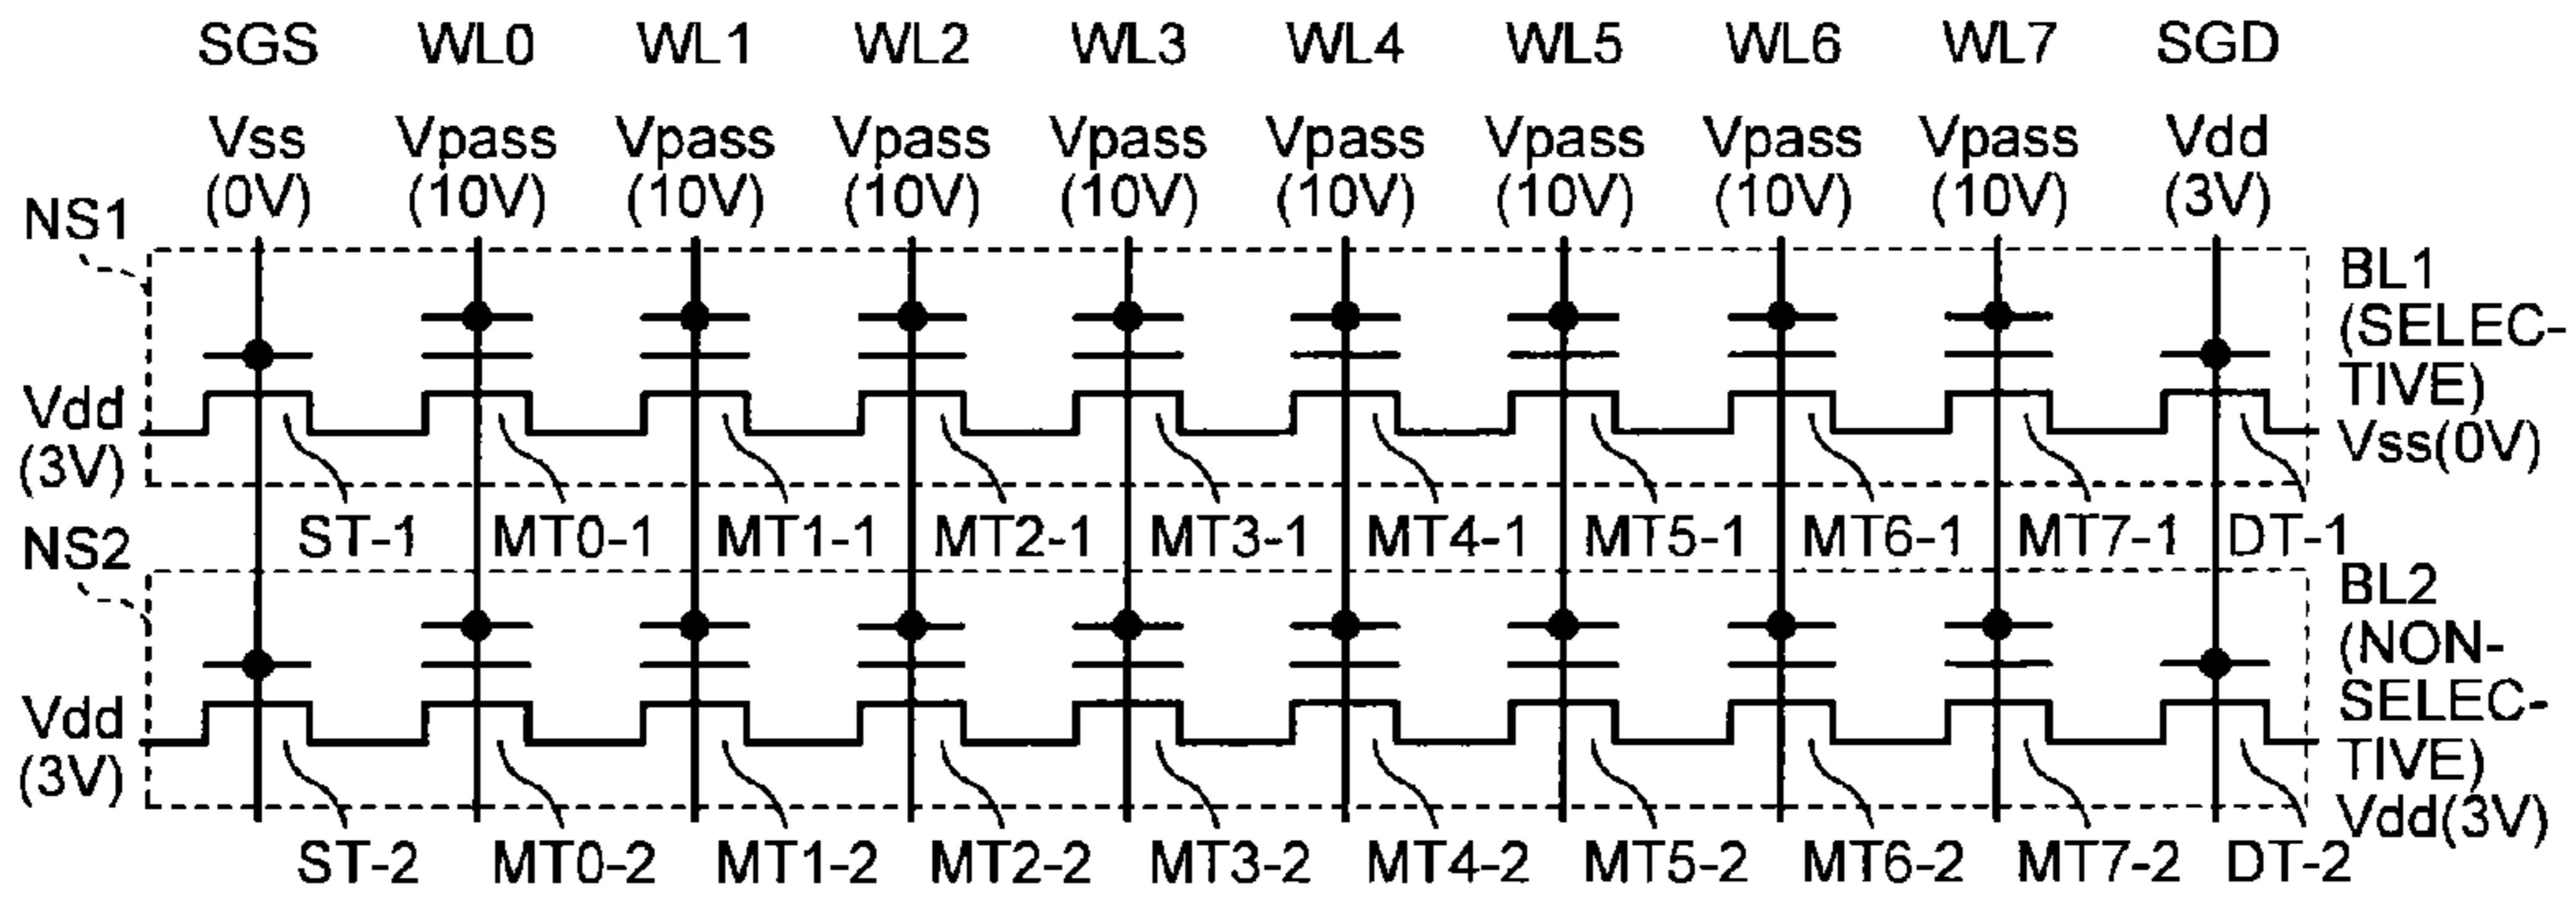 SGS WL0 WL1 WL2 WL3 WL4 WL5 WL6 WL7 SGD
Vss Vpass Vpass Vpass Vpass Vpass Vpass Vpass Vpass Vdd
(0V) (10V) (10V) (10V) (10V) (10V) (10V) (10V) (10V) (3V)
NS1
BL1
(SELEC-
TIVE)
Vss(0V)
Vdd
(3V)
ST-1 MT0-1 MT1-1 MT2-1 MT3-1 MT4-1 MT5-1 MT6-1 MT7-1 DT-1
NS2
BL2
(NON-
SELEC-
TIVE)
Vdd(3V)
Vdd
(3V)
ST-2 MT0-2 MT1-2 MT2-2 MT3-2 MT4-2 MT5-2 MT6-2 MT7-2 DT-2